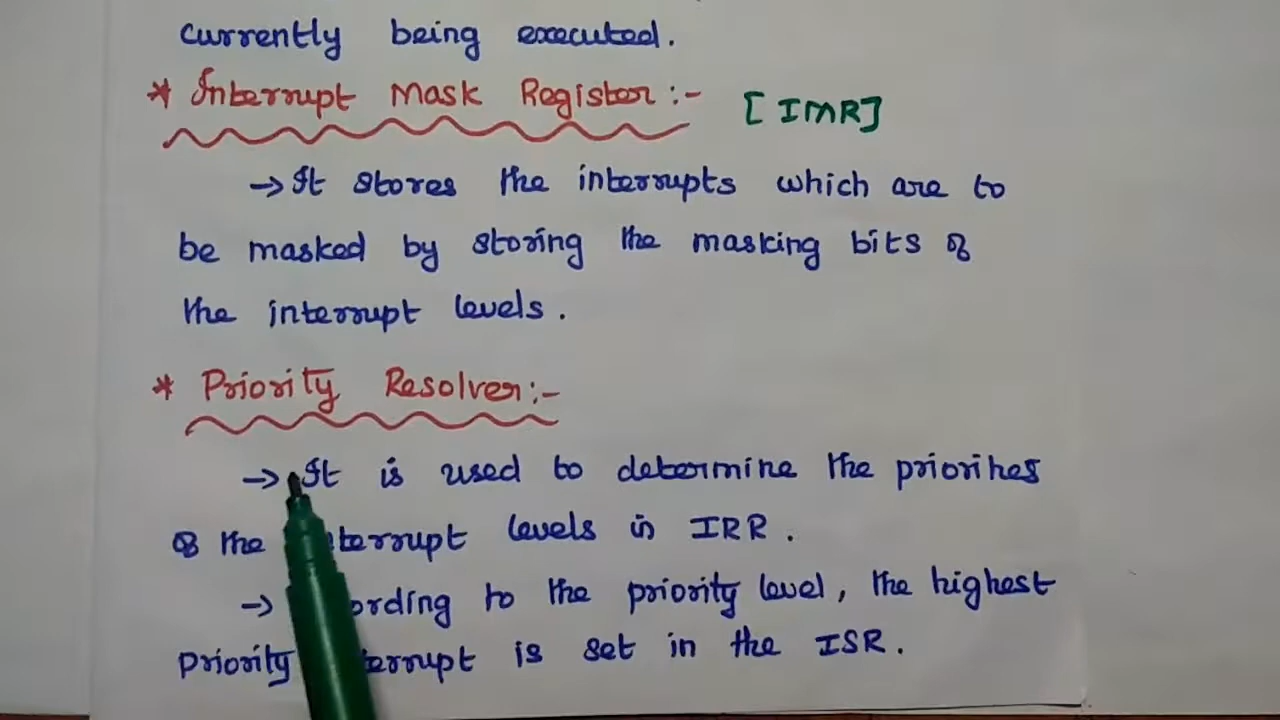 currently being executed.
* Interrupt Mask Register:- [IMR]
→ It stores the interrupts which are to
be masked by storing the masking bits of
the interrupt levels.
* Priority Resolver:-
→ It is used to determine the priorities
of the terrupt levels in IRR.
→ ording to the priority level, the highest
Priority terrupt is set in the ISR.